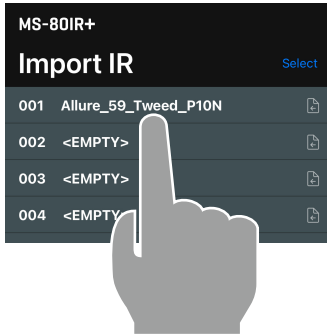 MS-80IR+
Import IR
Select
001 Allure_59_Tweed_P10N
002 <EMPTY>
003 <EMPTY>
004 <EMPTY>